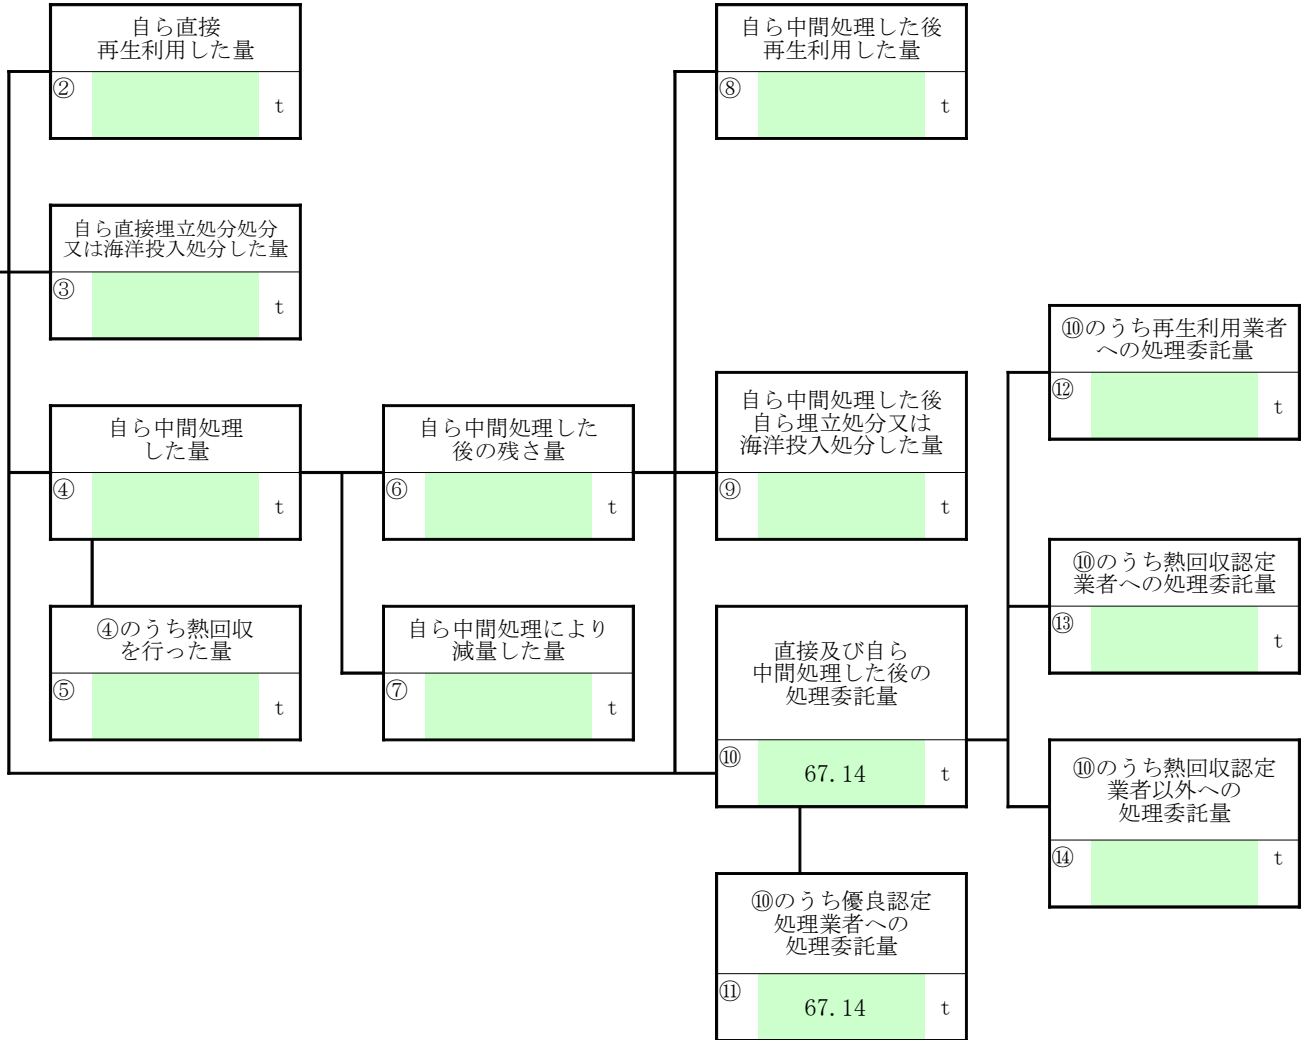 自ら直接
再生利用した量
②
t
自ら中間処理した後
再生利用した量
⑧
t
自ら直接埋立処分処分
又は海洋投入処分した量
③
t
⑩のうち再生利用業者
への処理委託量
⑫
t
自ら中間処理
した量
④
t
自ら中間処理した
後の残さ量
⑥
t
自ら中間処理した後
自ら埋立処分又は
海洋投入処分した量
⑨
t
⑩のうち熱回収認定
業者への処理委託量
⑬
t
④のうち熱回収
を行った量
⑤
t
自ら中間処理により
減量した量
⑦
t
直接及び自ら
中間処理した後の
処理委託量
⑩
67.14
t
⑩のうち熱回収認定
業者以外への
処理委託量
⑭
t
⑩のうち優良認定
処理業者への
処理委託量
⑪
67.14
t